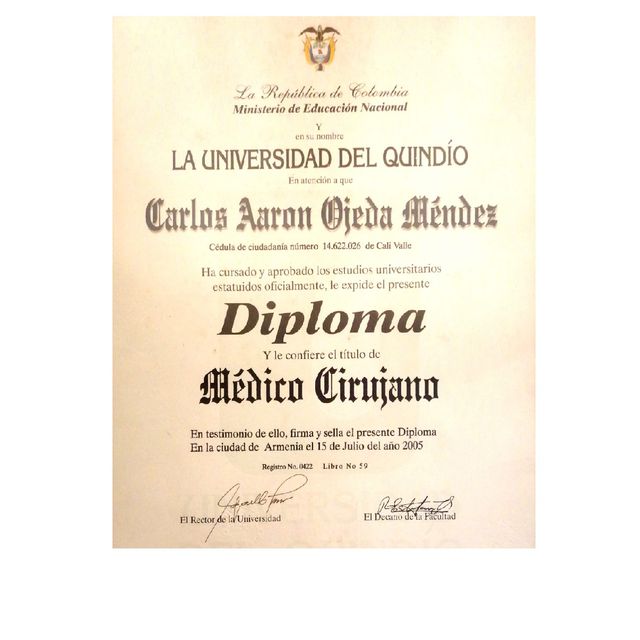 La República de Colombia
Ministerio de Educación Nacional
Y
en su nombre
LA UNIVERSIDAD DEL QUINDÍO
En atención a que
Carlos Aaron Ojeda Méndez
Cédula de ciudadanía número 14.622.026 de Cali Valle
Ha cursado y aprobado los estudios universitarios
estatuidos oficialmente, le expide el presente
Diploma
Y le confiere el título de
Médico Cirujano
En testimonio de ello, firma y sella el presente Diploma
En la ciudad de Armenia el 15 de Julio del año 2005
Registro No. 0422 Libro No 59
El Rector de la Universidad
El Decano de la Facultad